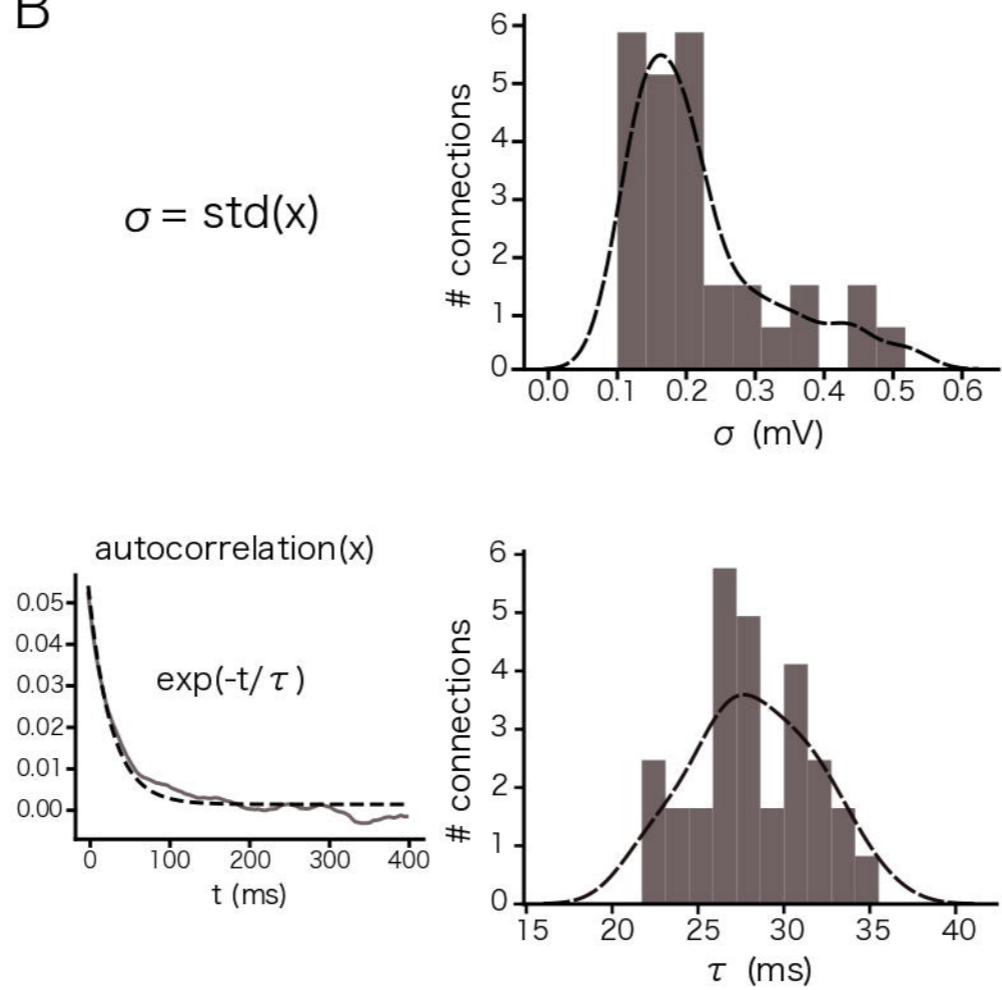 B
σ = std(x)
# connections
6
5
4
3
2
1
0
0.0 0.1 0.2 0.3 0.4 0.5 0.6
σ (mV)
autocorrelation(x)
0.05
0.04
0.03
0.02
0.01
0.00
exp(-t/τ)
0 100 200 300 400
t (ms)
# connections
6
5
4
3
2
1
0
15 20 25 30 35 40
τ (ms)